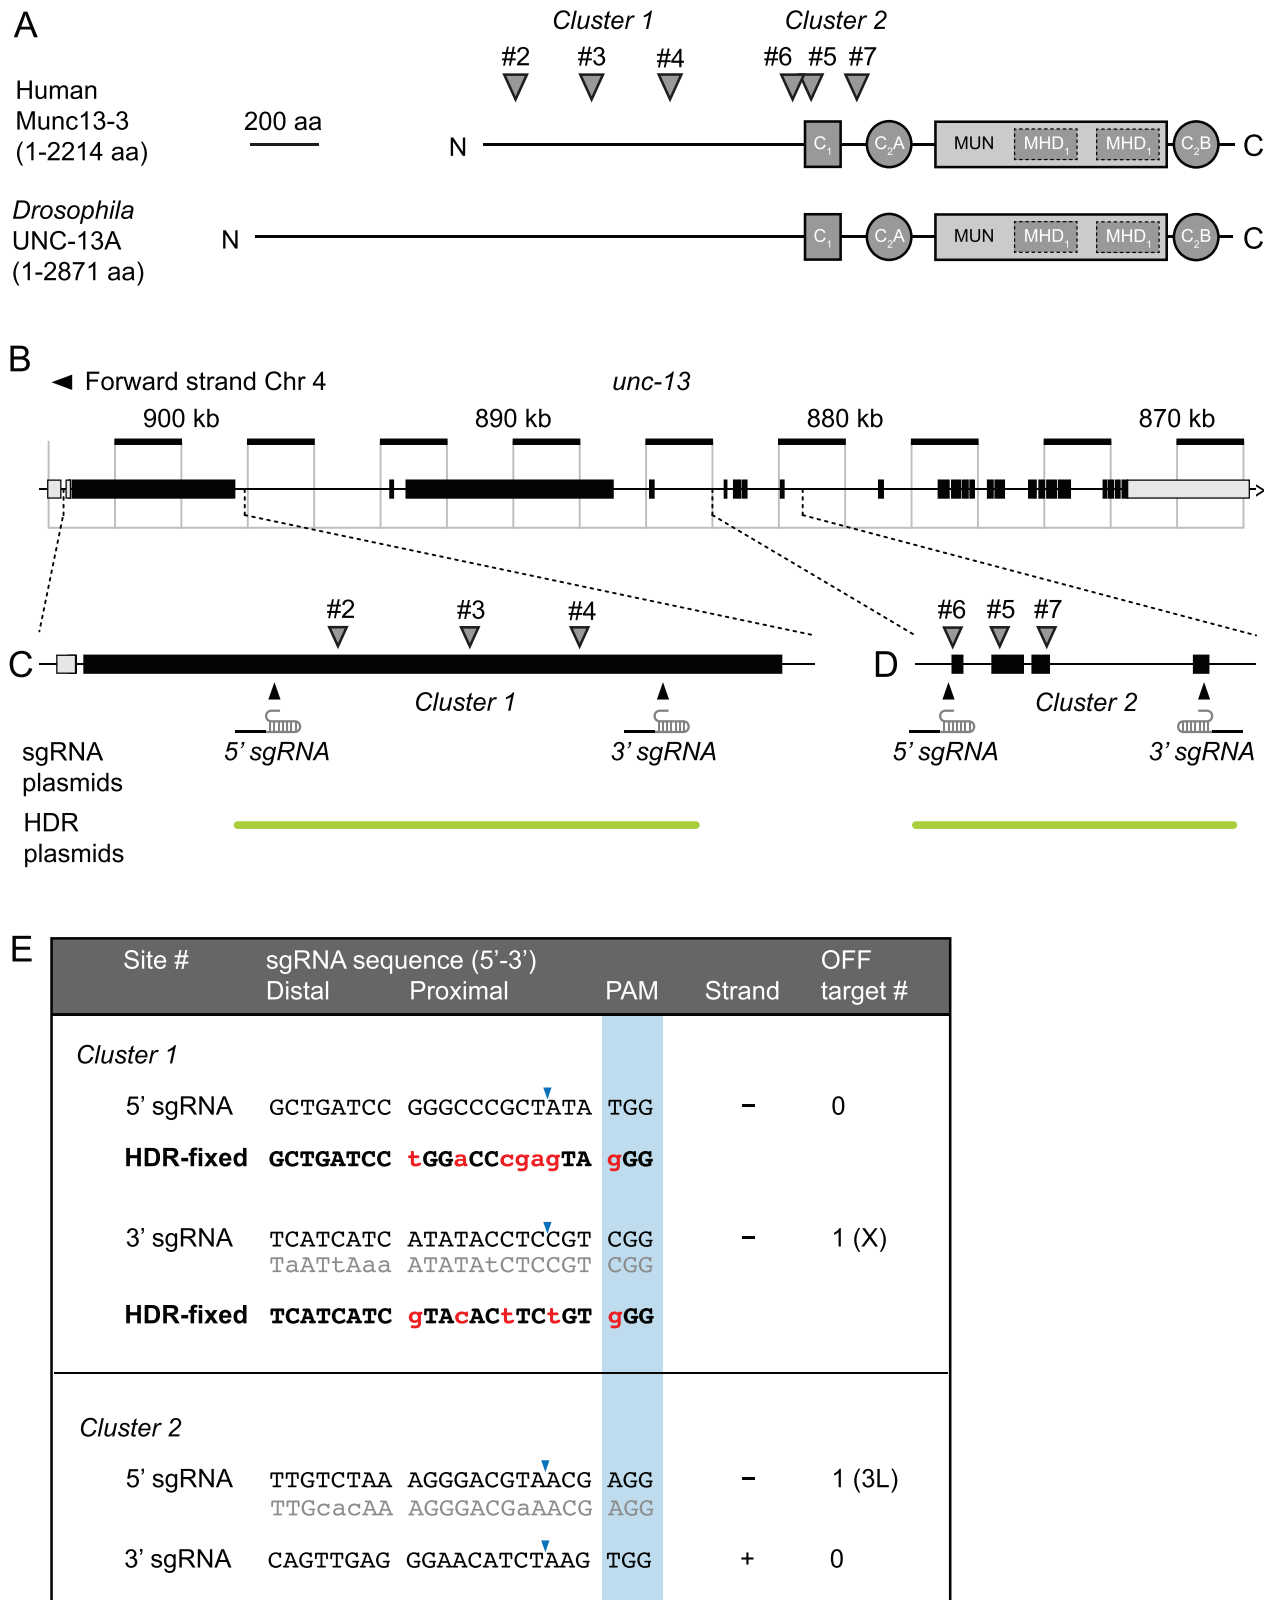 A
Cluster 1
Cluster 2
#2
#3
#4
#6
#5
#7
Human
Munc13-3
(1-2214 aa)
200 aa
N
C1
C2A
MUN
MHD1
MHD1
C2B
C
Drosophila
UNC-13A
(1-2871 aa)
N
C1
C2A
MUN
MHD1
MHD1
C2B
C
B
Forward strand Chr 4
unc-13
900 kb
890 kb
880 kb
870 kb
C
#2
#3
#4
Cluster 1
D
#6
#5
#7
Cluster 2
sgRNA
plasmids
5' sgRNA
3' sgRNA
5' sgRNA
3' sgRNA
HDR
plasmids
E
Site #
sgRNA sequence (5'-3')
OFF
Distal
Proximal
PAM
Strand
target #
Cluster 1
5' sgRNA GCTGATCC GGGCCCGCTATA TGG − 0
HDR-fixed GCTGATCC tGGaCCcgagTA gGG
3' sgRNA TCATCATC ATATACCTCCGT CGG − 1 (X)
TaATtAaa ATATAtCTCCGT CGG
HDR-fixed TCATCATC gTAcACtTCtGT gGG
Cluster 2
5' sgRNA TTGTCTAA AGGGACGTAACG AGG − 1 (3L)
TTGcacAA AGGGACGaAACG AGG
3' sgRNA CAGTTGAG GGAACATCTAAG TGG + 0